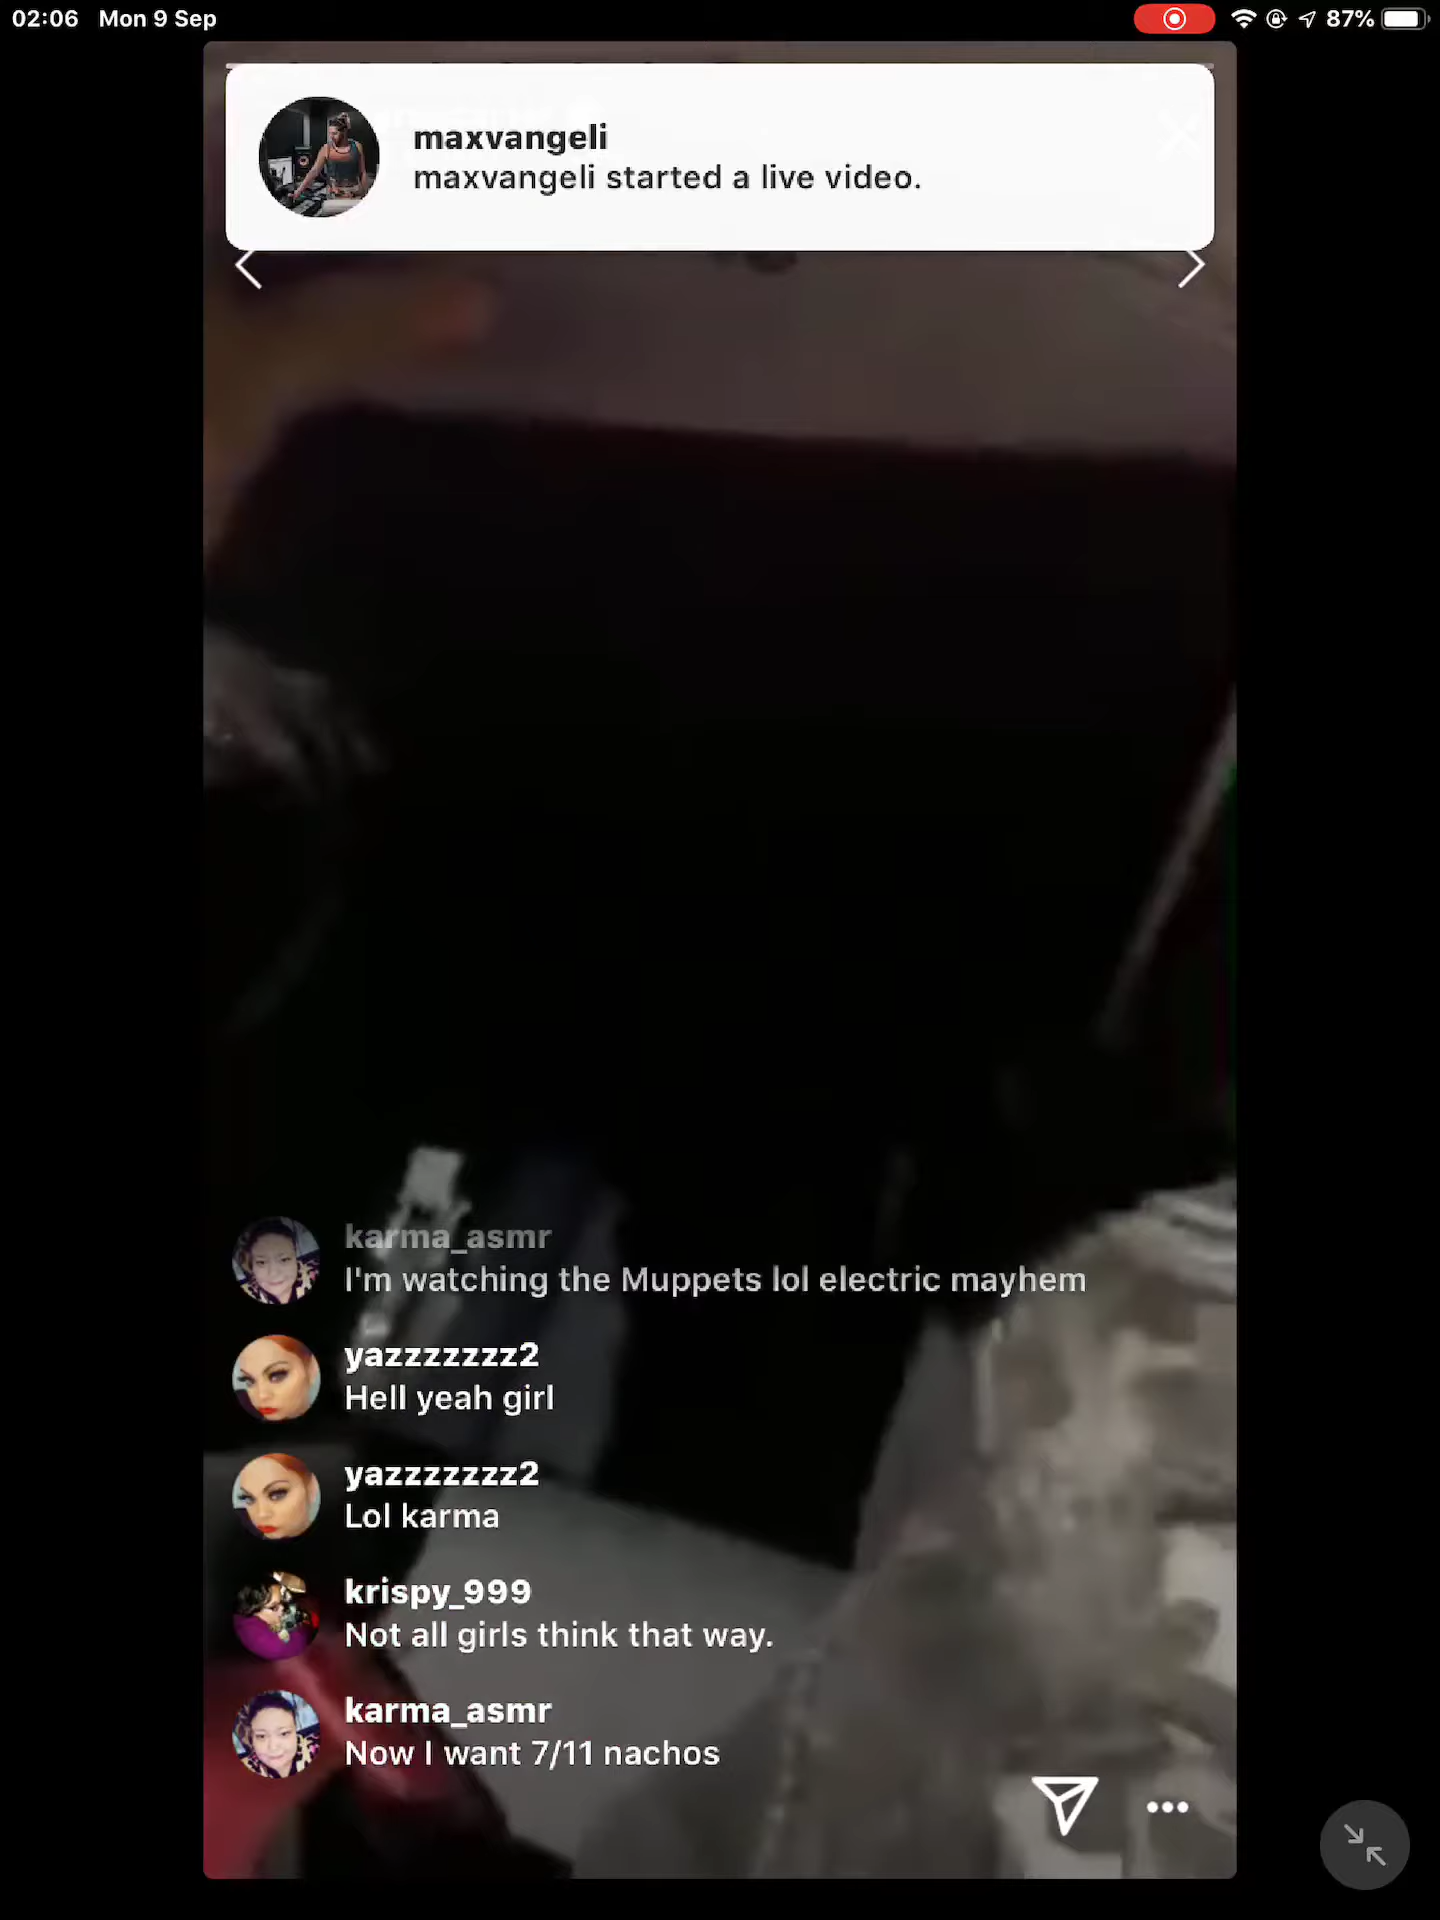 02:06 Mon 9 Sep 87%
maxvangeli
maxvangeli started a live video.
karma_asmr
I'm watching the Muppets lol electric mayhem
yazzzzzzz2
Hell yeah girl
yazzzzzzz2
Lol karma
krispy_999
Not all girls think that way.
karma_asmr
Now I want 7/11 nachos